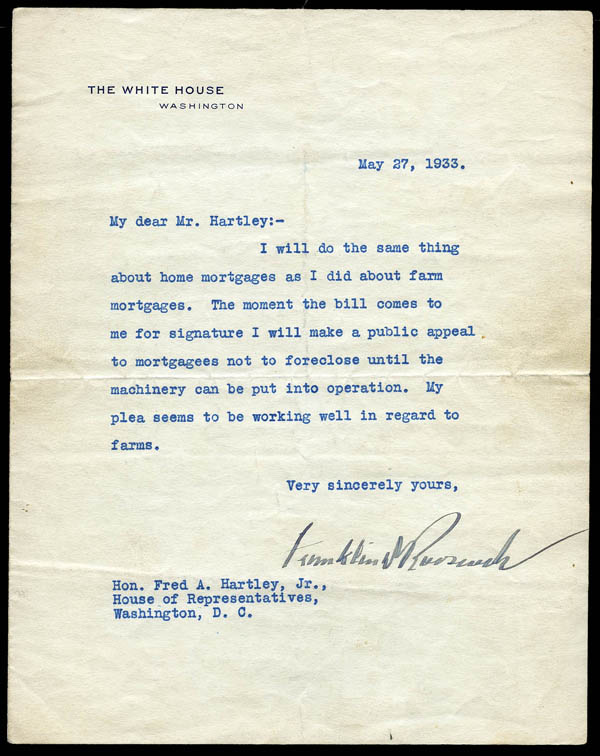 THE WHITE HOUSE
WASHINGTON
May 27, 1933.
My dear Mr. Hartley:-
I will do the same thing
about home mortgages as I did about farm
mortgages. The moment the bill comes to
me for signature I will make a public appeal
to mortgagees not to foreclose until the
machinery can be put into operation. My
plea seems to be working well in regard to
farms.
Very sincerely yours,
Franklin D Roosevelt
Hon. Fred A. Hartley, Jr.,
House of Representatives,
Washington, D. C.